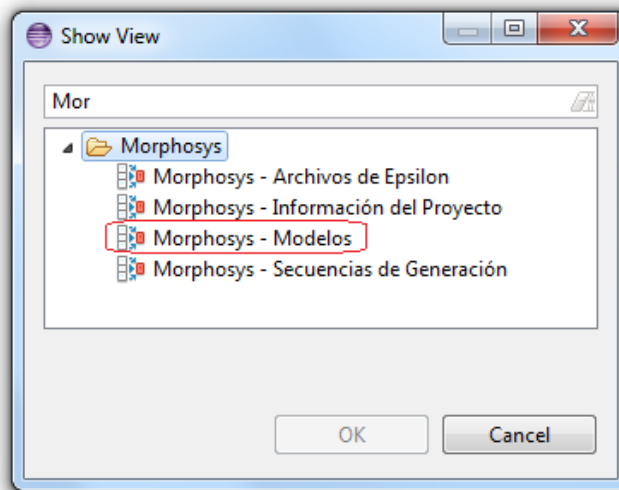 Show View
Mor
Morphosys
Morphosys - Archivos de Epsilon
Morphosys - Información del Proyecto
Morphosys - Modelos
Morphosys - Secuencias de Generación
OK
Cancel